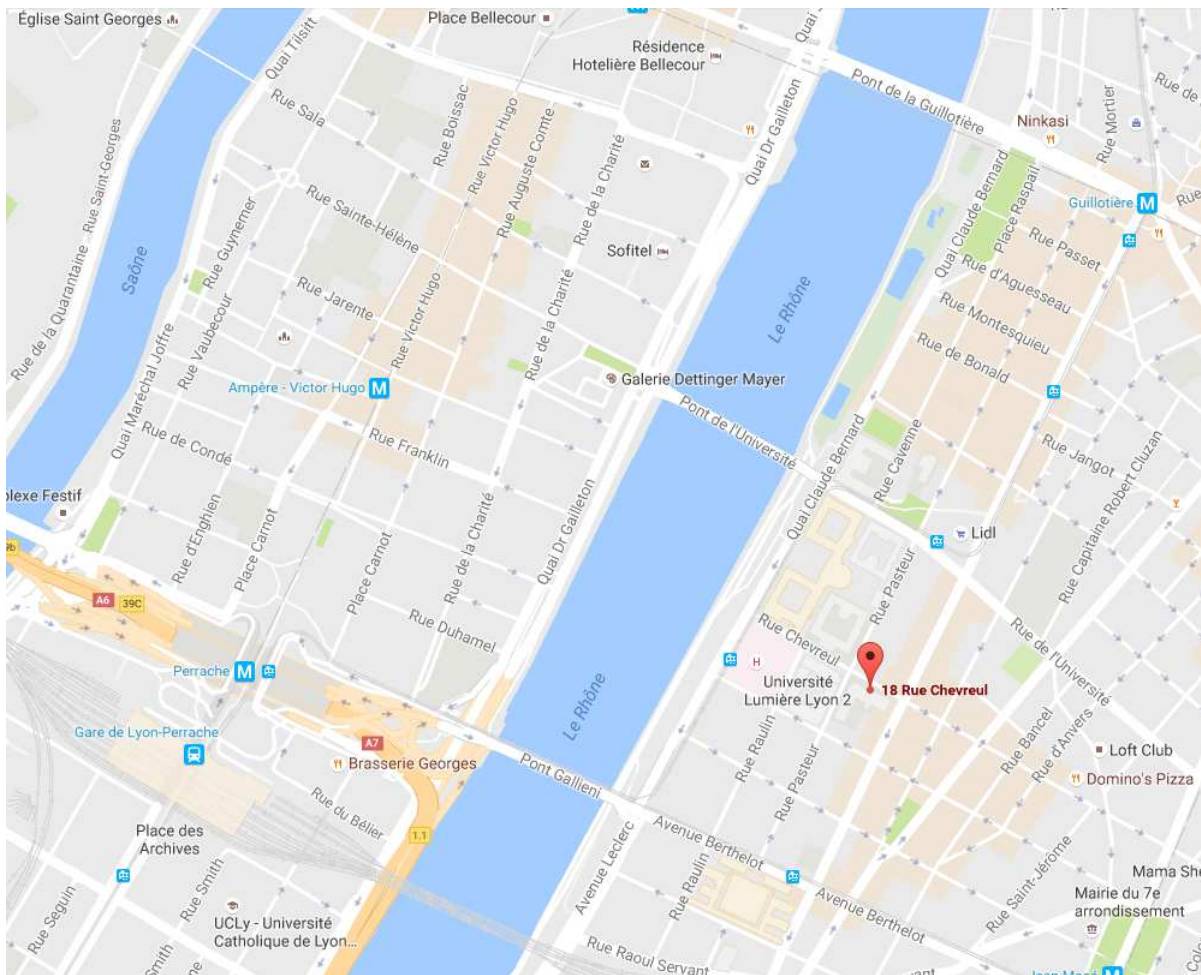 Église Saint Georges
Place Bellecour
Quai Tilsitt
Résidence
Hotelière Bellecour
Pont de la Guillotière
Ninkasi
Rue Mortier
Rue de
Rue Sala
Rue Boissac
Rue Victor Hugo
Rue Auguste Comte
Rue de la Charité
Quai Dr Gailleton
Quai Claude Bernard
Place Raspail
Guillotière
M
Rue Passet
Rue d'Aguesseau
Rue Montesquieu
Rue de Bonald
Rue de la Quarantaine - Rue Saint-Georges
Saône
Rue Guynemer
Rue Sainte-Hélène
Sofitel
Le Rhône
Rue Jarente
Rue Vaubecour
Quai Maréchal Joffre
Rue Victor Hugo
Rue de la Charité
Ampère - Victor Hugo
M
Galerie Dettinger Mayer
Pont de l'Université
Rue de Condé
Rue Franklin
Quai Claude Bernard
Rue Cavenne
Rue Jangot
Rue Capitaine Robert Cluzan
olexe Festif
Rue d'Enghien
Place Carnot
Place Carnot
Rue de la Charité
Quai Dr Gailleton
Lidl
Rue Pasteur
9b
A6
39C
Rue Duhamel
Rue Chevreul
Rue de l'Université
Perrache
M
H
Université
Lumière Lyon 2
18 Rue Chevreul
Le Rhône
Gare de Lyon-Perrache
A7
Brasserie Georges
Pont Gallieni
Rue Raulin
Rue Pasteur
Rue Bancel
Rue d'Anvers
Loft Club
Domino's Pizza
Rue du Bélier
1.1
Place des
Archives
Avenue Berthelot
Avenue Leclerc
Rue Raulin
Avenue Berthelot
Rue Saint-Jérôme
Mama She
Mairie du 7e
arrondissement
Rue Seguin
Rue Smith
Rue Smith
UCLy - Université
Catholique de Lyon...
Rue Raoul Servant
M